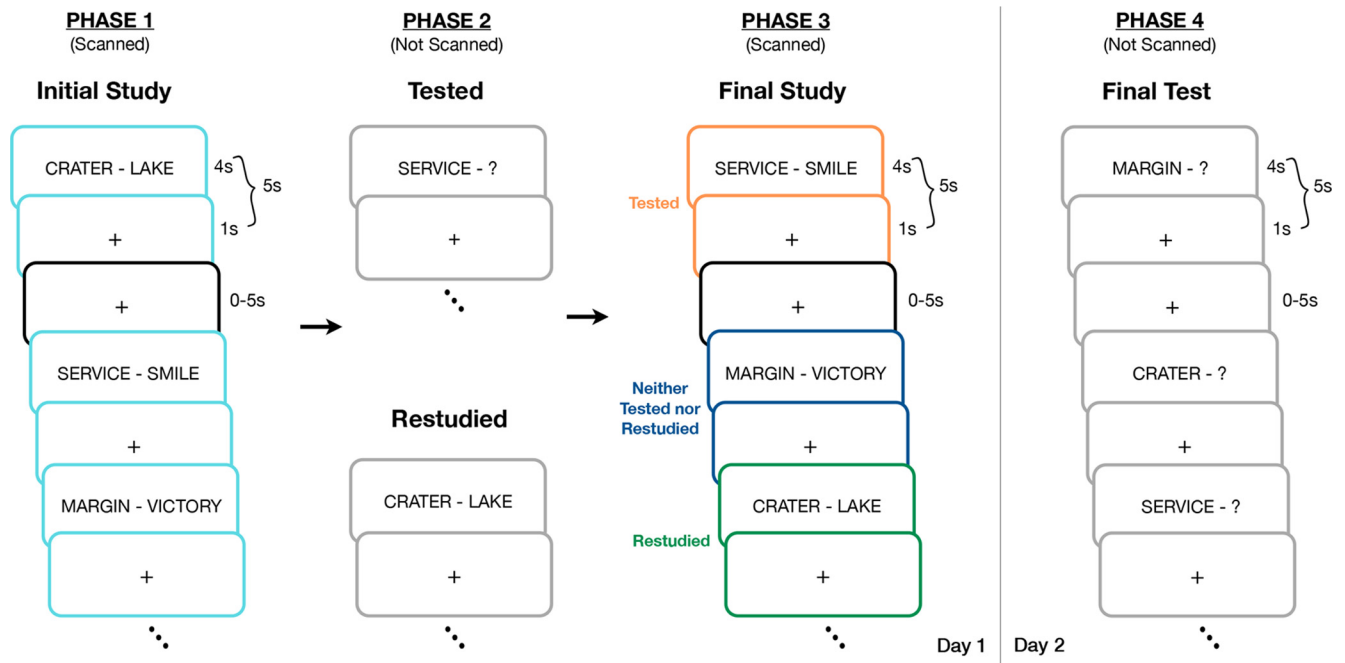 PHASE 1
(Scanned)
Initial Study
CRATER - LAKE
4s
5s
+
1s
+
0-5s
SERVICE - SMILE
+
MARGIN - VICTORY
+
PHASE 2
(Not Scanned)
Tested
SERVICE - ?
+
Restudied
CRATER - LAKE
+
PHASE 3
(Scanned)
Final Study
SERVICE - SMILE
4s
5s
Tested
+
1s
+
0-5s
MARGIN - VICTORY
Neither
Tested nor
Restudied
+
CRATER - LAKE
Restudied
+
Day 1
PHASE 4
(Not Scanned)
Final Test
MARGIN - ?
4s
5s
+
1s
+
0-5s
CRATER - ?
+
SERVICE - ?
+
Day 2